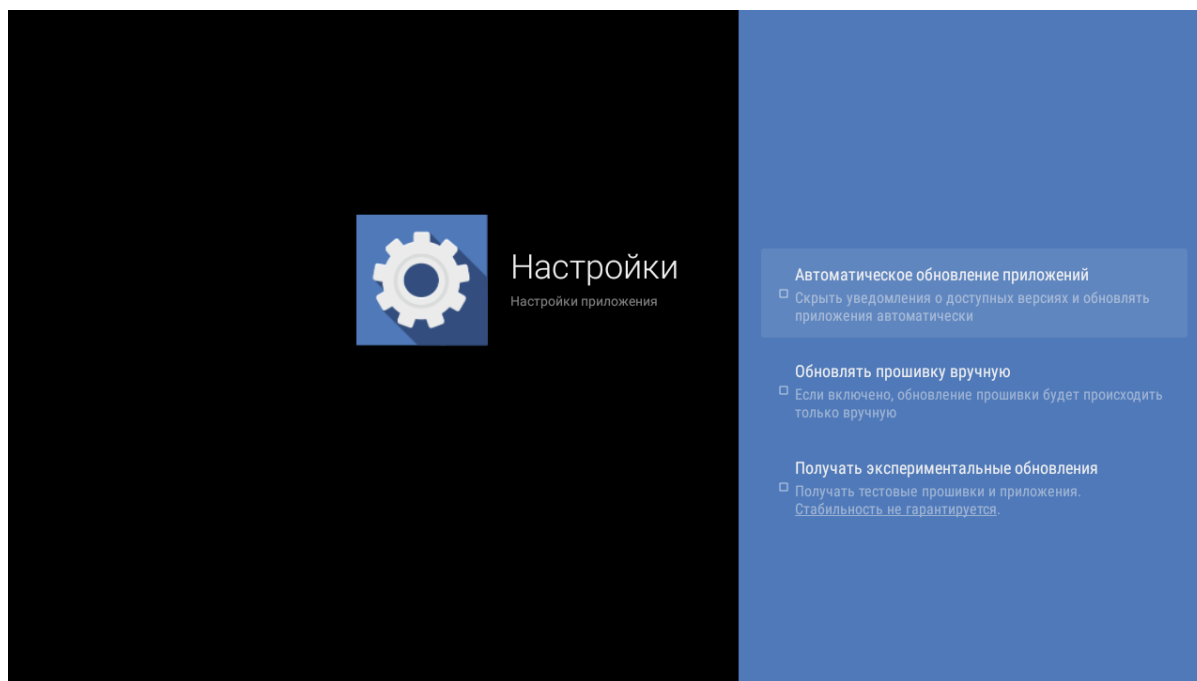 Настройки
Настройки приложения
Автоматическое обновление приложений
Скрыть уведомления о доступных версиях и обновлять
приложения автоматически
Обновлять прошивку вручную
Если включено, обновление прошивки будет происходить
только вручную
Получать экспериментальные обновления
Получать тестовые прошивки и приложения.
Стабильность не гарантируется.